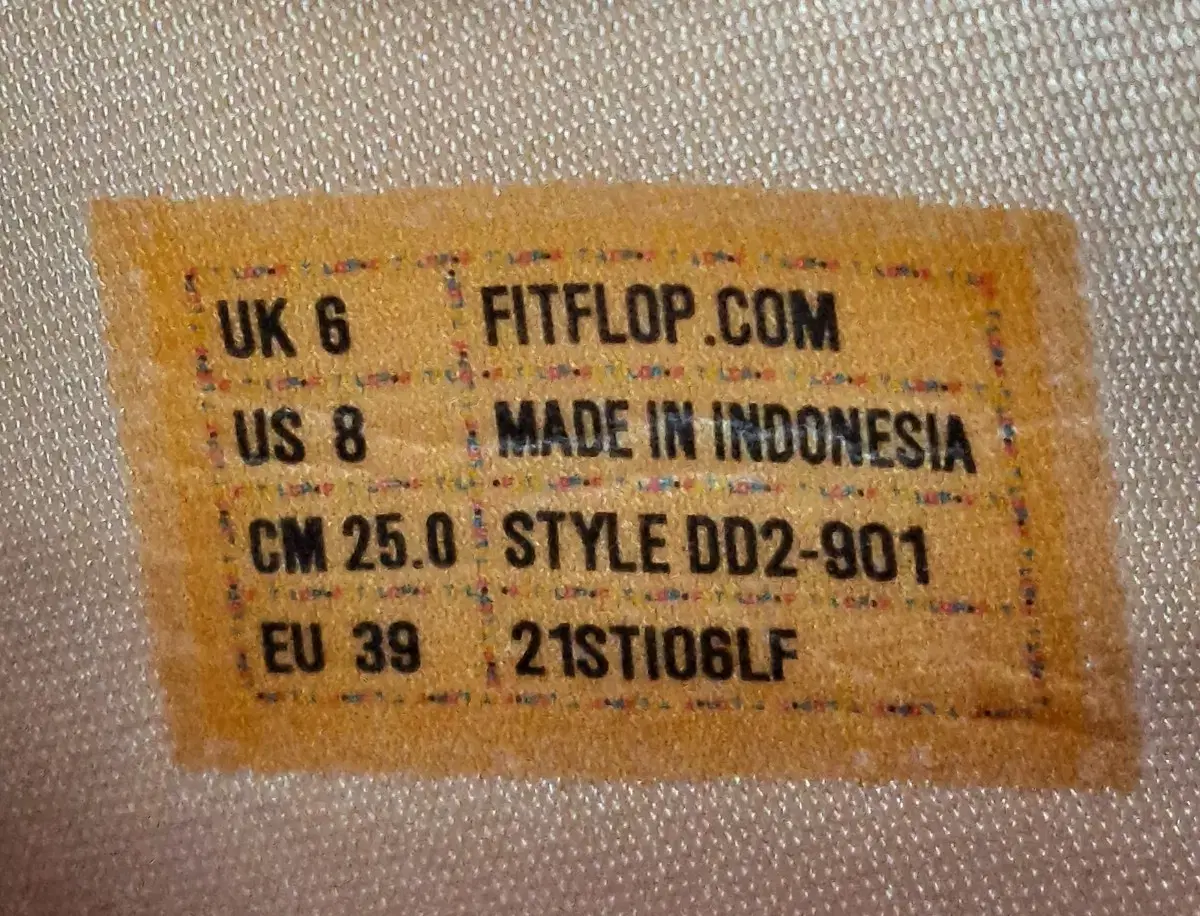 UK 6 FITFLOP.COM
US 8 MADE IN INDONESIA
CM 25.0 STYLE DD2-901
EU 39 21STI06LF